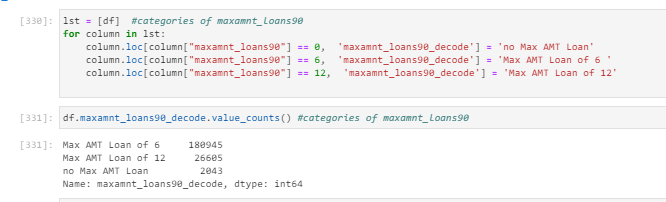 [330]: lst = [df]  #categories of maxamnt_Loans90
for column in lst:
    column.loc[column["maxamnt_loans90"] == 0,  'maxamnt_loans90_decode'] = 'no Max AMT Loan'
    column.loc[column["maxamnt_loans90"] == 6,  'maxamnt_loans90_decode'] = 'Max AMT Loan of 6 '
    column.loc[column["maxamnt_loans90"] == 12,  'maxamnt_loans90_decode'] = 'Max AMT Loan of 12'
[331]: df.maxamnt_loans90_decode.value_counts() #categories of maxamnt_Loans90
[331]: Max AMT Loan of 6     180945
Max AMT Loan of 12     26605
no Max AMT Loan         2043
Name: maxamnt_loans90_decode, dtype: int64